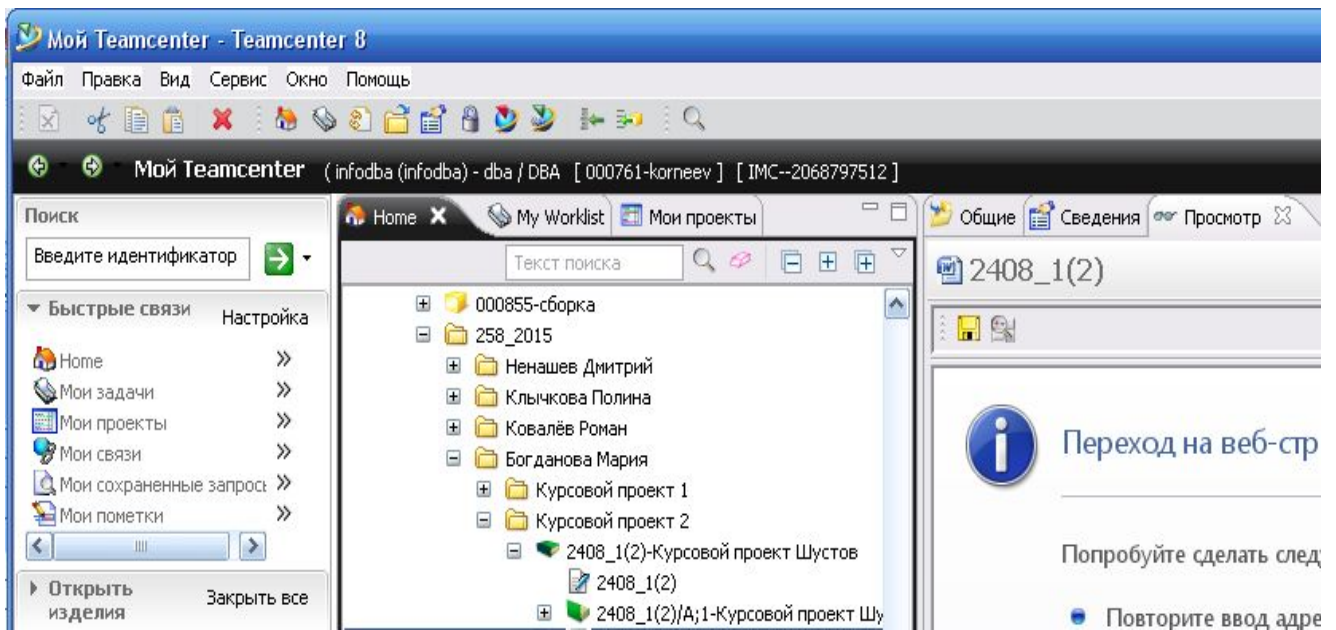 Мой Teamcenter - Teamcenter 8
Файл Правка Вид Сервис Окно Помощь
Мой Teamcenter ( infodba (infodba) - dba / DBA [ 000761-korneev ] [ IMC--2068797512 ]
Поиск
Введите идентификатор
Быстрые связи
Настройка
Home
Мои задачи
Мои проекты
Мои связи
Мои сохраненные
Мои пометки
Открыть изделия
Закрыть все
Home My Worklist Мои проекты
Текст поиска
000855-сборка
258_2015
Ненашев Дмитрий
Клычкова Полина
Ковалёв Роман
Богданова Мария
Курсовой проект 1
Курсовой проект 2
2408_1(2)-Курсовой проект Шустов
2408_1(2)
2408_1(2)/A;1-Курсовой проект Шу
Общие Сведения Просмотр
2408_1(2)
Переход на веб-стр
Попробуйте сделать след
Повторите ввод адре